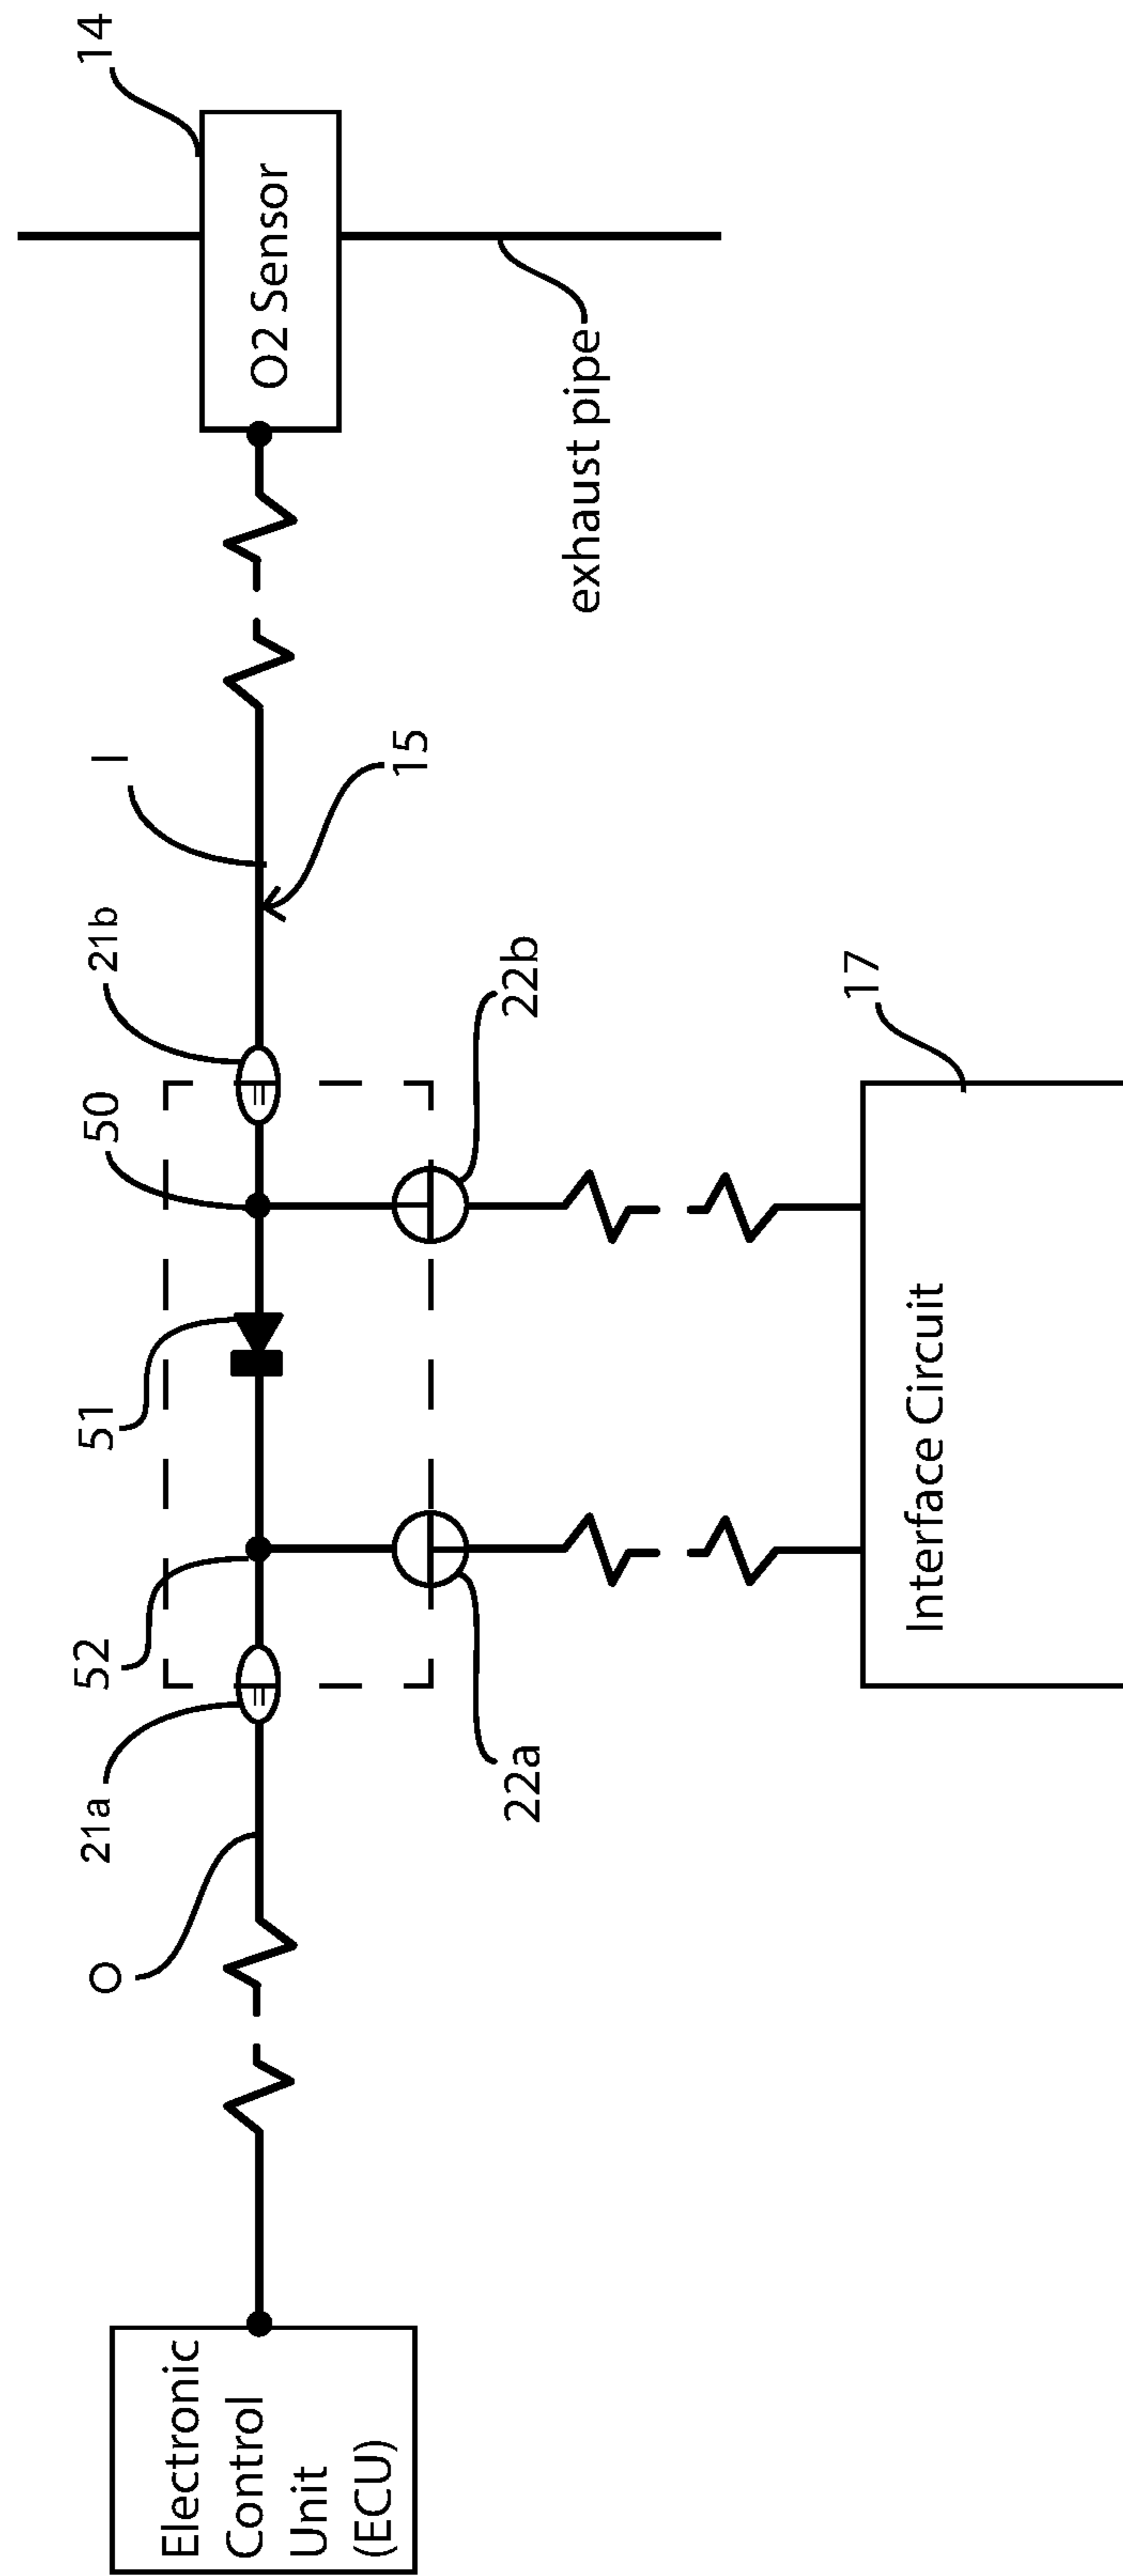 Electronic
Control
Unit
(ECU)
O
21a
52
51
50
21b
I
15
14
O2 Sensor
exhaust pipe
22a
22b
17
Interface Circuit